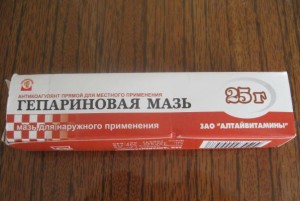 АНТИКОАГУЛЯНТ ПРЯМОЙ ДЛЯ МЕСТНОГО ПРИМЕНЕНИЯ
ГЕПАРИНОВАЯ МАЗЬ
25г
мазь для наружного применения
ЗАО "АЛТАЙВИТАМИНЫ"